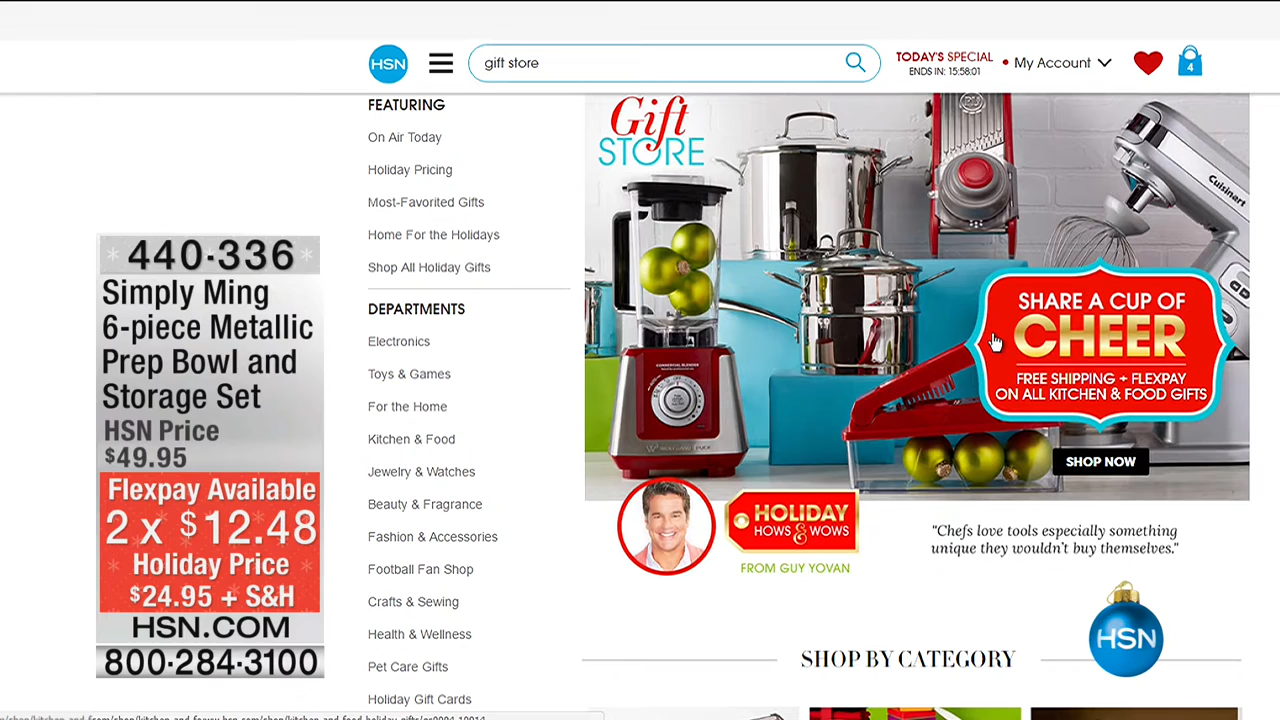 HSN
gift store
TODAY'S SPECIAL
ENDS IN: 15:58:01
My Account
4
FEATURING
On Air Today
Holiday Pricing
Most-Favorited Gifts
Home For the Holidays
Shop All Holiday Gifts
DEPARTMENTS
Electronics
Toys & Games
For the Home
Kitchen & Food
Jewelry & Watches
Beauty & Fragrance
Fashion & Accessories
Football Fan Shop
Crafts & Sewing
Health & Wellness
Pet Care Gifts
Holiday Gift Cards
440-336
Simply Ming
6-piece Metallic
Prep Bowl and
Storage Set
HSN Price
$49.95
Flexpay Available
2 x $12.48
Holiday Price
$24.95 + S&H
HSN.COM
800-284-3100
Gift
STORE
Cuisinart
SHARE A CUP OF
CHEER
FREE SHIPPING + FLEXPAY
ON ALL KITCHEN & FOOD GIFTS
SHOP NOW
HOLIDAY
HOWS & WOWS
FROM GUY YOVAN
"Chefs love tools especially something
unique they wouldn't buy themselves."
HSN
SHOP BY CATEGORY